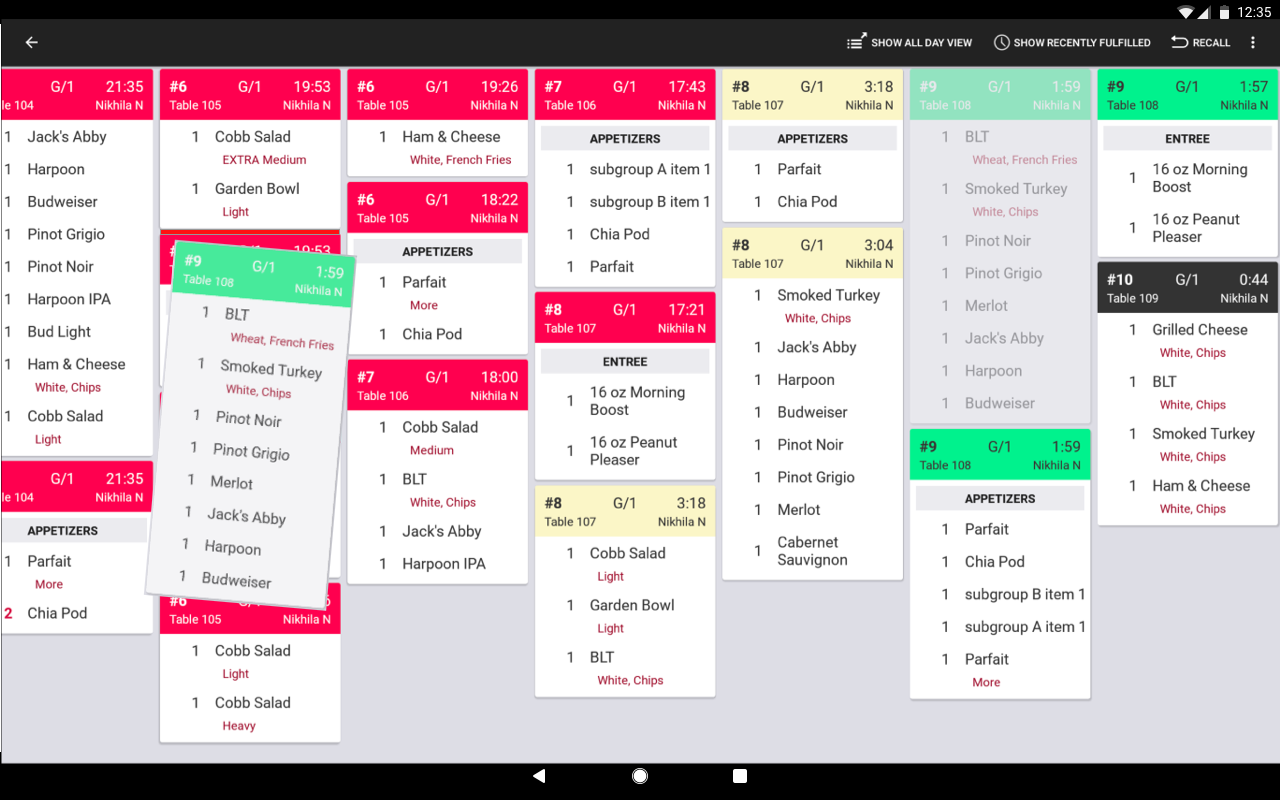 12:35
SHOW ALL DAY VIEW
SHOW RECENTLY FULFILLED
RECALL
G/1 21:35
le 104 Nikhila N
1 Jack's Abby
1 Harpoon
1 Budweiser
1 Pinot Grigio
1 Pinot Noir
1 Harpoon IPA
1 Bud Light
1 Ham & Cheese
White, Chips
1 Cobb Salad
Light
G/1 21:35
le 104 Nikhila N
APPETIZERS
1 Parfait
More
2 Chia Pod
#6 G/1 19:53
Table 105 Nikhila N
1 Cobb Salad
EXTRA Medium
1 Garden Bowl
Light
19:53
#9 G/1 1:59
Table 108 Nikhila N
1 BLT
Wheat, French Fries
1 Smoked Turkey
White, Chips
1 Pinot Noir
1 Pinot Grigio
1 Merlot
1 Jack's Abby
1 Harpoon
1 Budweiser
#6
Table 105 Nikhila N
1 Cobb Salad
Light
1 Cobb Salad
Heavy
#6 G/1 19:26
Table 105 Nikhila N
1 Ham & Cheese
White, French Fries
#6 G/1 18:22
Table 105 Nikhila N
APPETIZERS
1 Parfait
More
1 Chia Pod
#7 G/1 18:00
Table 106 Nikhila N
1 Cobb Salad
Medium
1 BLT
White, Chips
1 Jack's Abby
1 Harpoon IPA
#7 G/1 17:43
Table 106 Nikhila N
APPETIZERS
1 subgroup A item 1
1 subgroup B item 1
1 Chia Pod
1 Parfait
#8 G/1 17:21
Table 107 Nikhila N
ENTREE
1 16 oz Morning
Boost
1 16 oz Peanut
Pleaser
#8 G/1 3:18
Table 107 Nikhila N
1 Cobb Salad
Light
1 Garden Bowl
Light
1 BLT
White, Chips
#8 G/1 3:18
Table 107 Nikhila N
APPETIZERS
1 Parfait
1 Chia Pod
#8 G/1 3:04
Table 107 Nikhila N
1 Smoked Turkey
White, Chips
1 Jack's Abby
1 Harpoon
1 Budweiser
1 Pinot Noir
1 Pinot Grigio
1 Merlot
1 Cabernet
Sauvignon
#9 G/1 1:59
Table 108 Nikhila N
1 BLT
Wheat, French Fries
1 Smoked Turkey
White, Chips
1 Pinot Noir
1 Pinot Grigio
1 Merlot
1 Jack's Abby
1 Harpoon
1 Budweiser
#9 G/1 1:59
Table 108 Nikhila N
APPETIZERS
1 Parfait
1 Chia Pod
1 subgroup B item 1
1 subgroup A item 1
1 Parfait
More
#9 G/1 1:57
Table 108 Nikhila N
ENTREE
1 16 oz Morning
Boost
1 16 oz Peanut
Pleaser
#10 G/1 0:44
Table 109 Nikhila N
1 Grilled Cheese
White, Chips
1 BLT
White, Chips
1 Smoked Turkey
White, Chips
1 Ham & Cheese
White, Chips